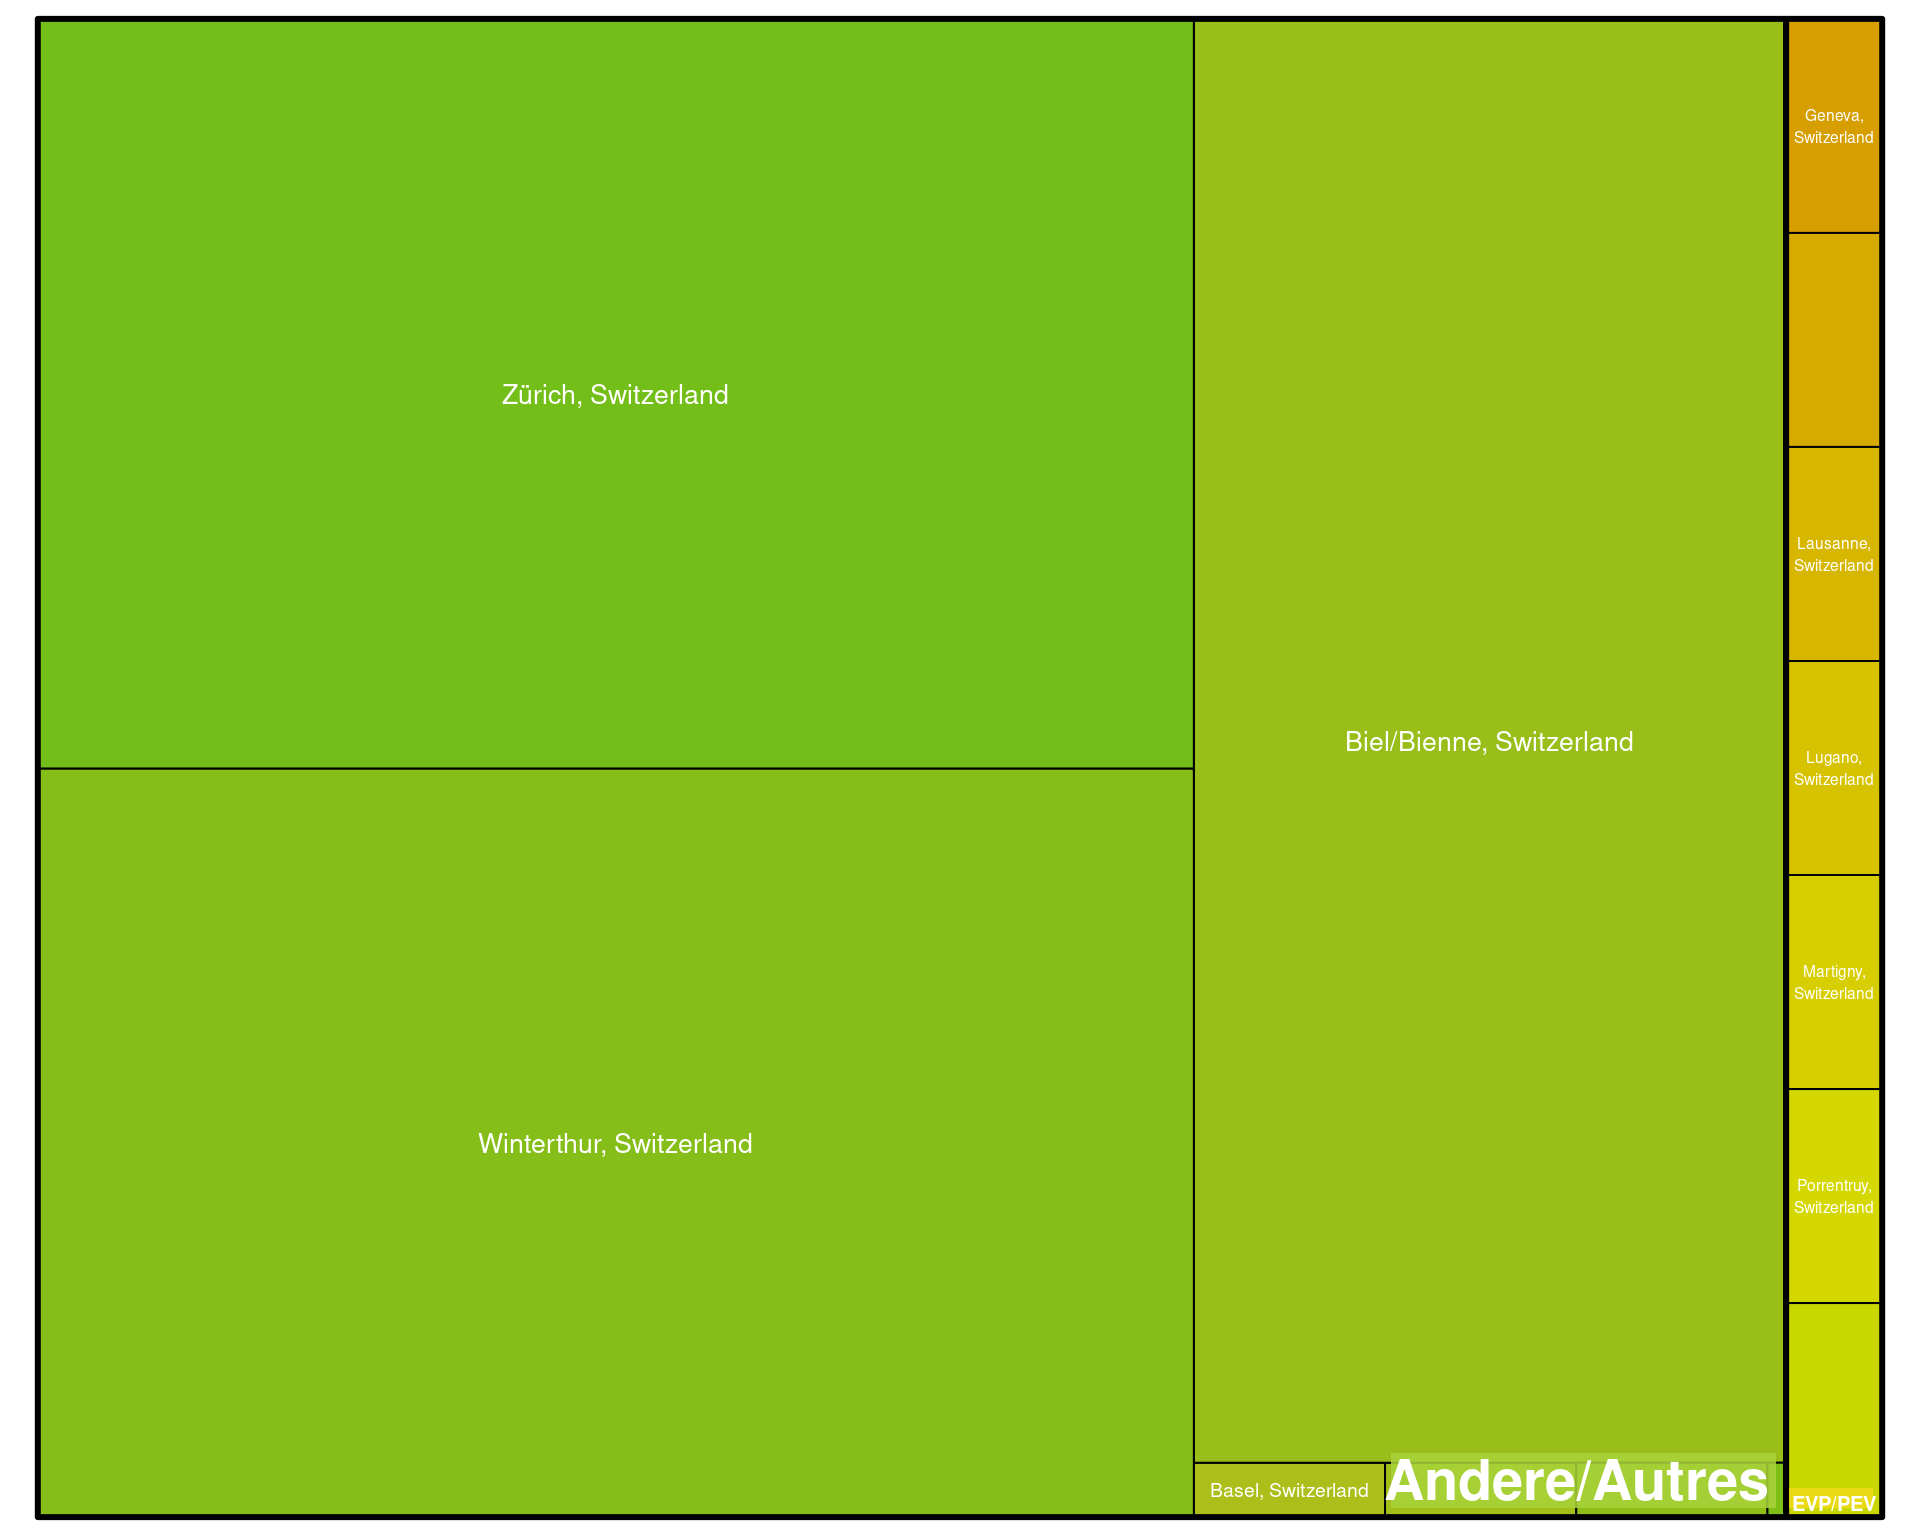 Zürich, Switzerland
Winterthur, Switzerland
Biel/Bienne, Switzerland
Basel, Switzerland
Andere/Autres
Geneva,
Switzerland
Lausanne,
Switzerland
Lugano,
Switzerland
Martigny,
Switzerland
Porrentruy,
Switzerland
EVP/PEV